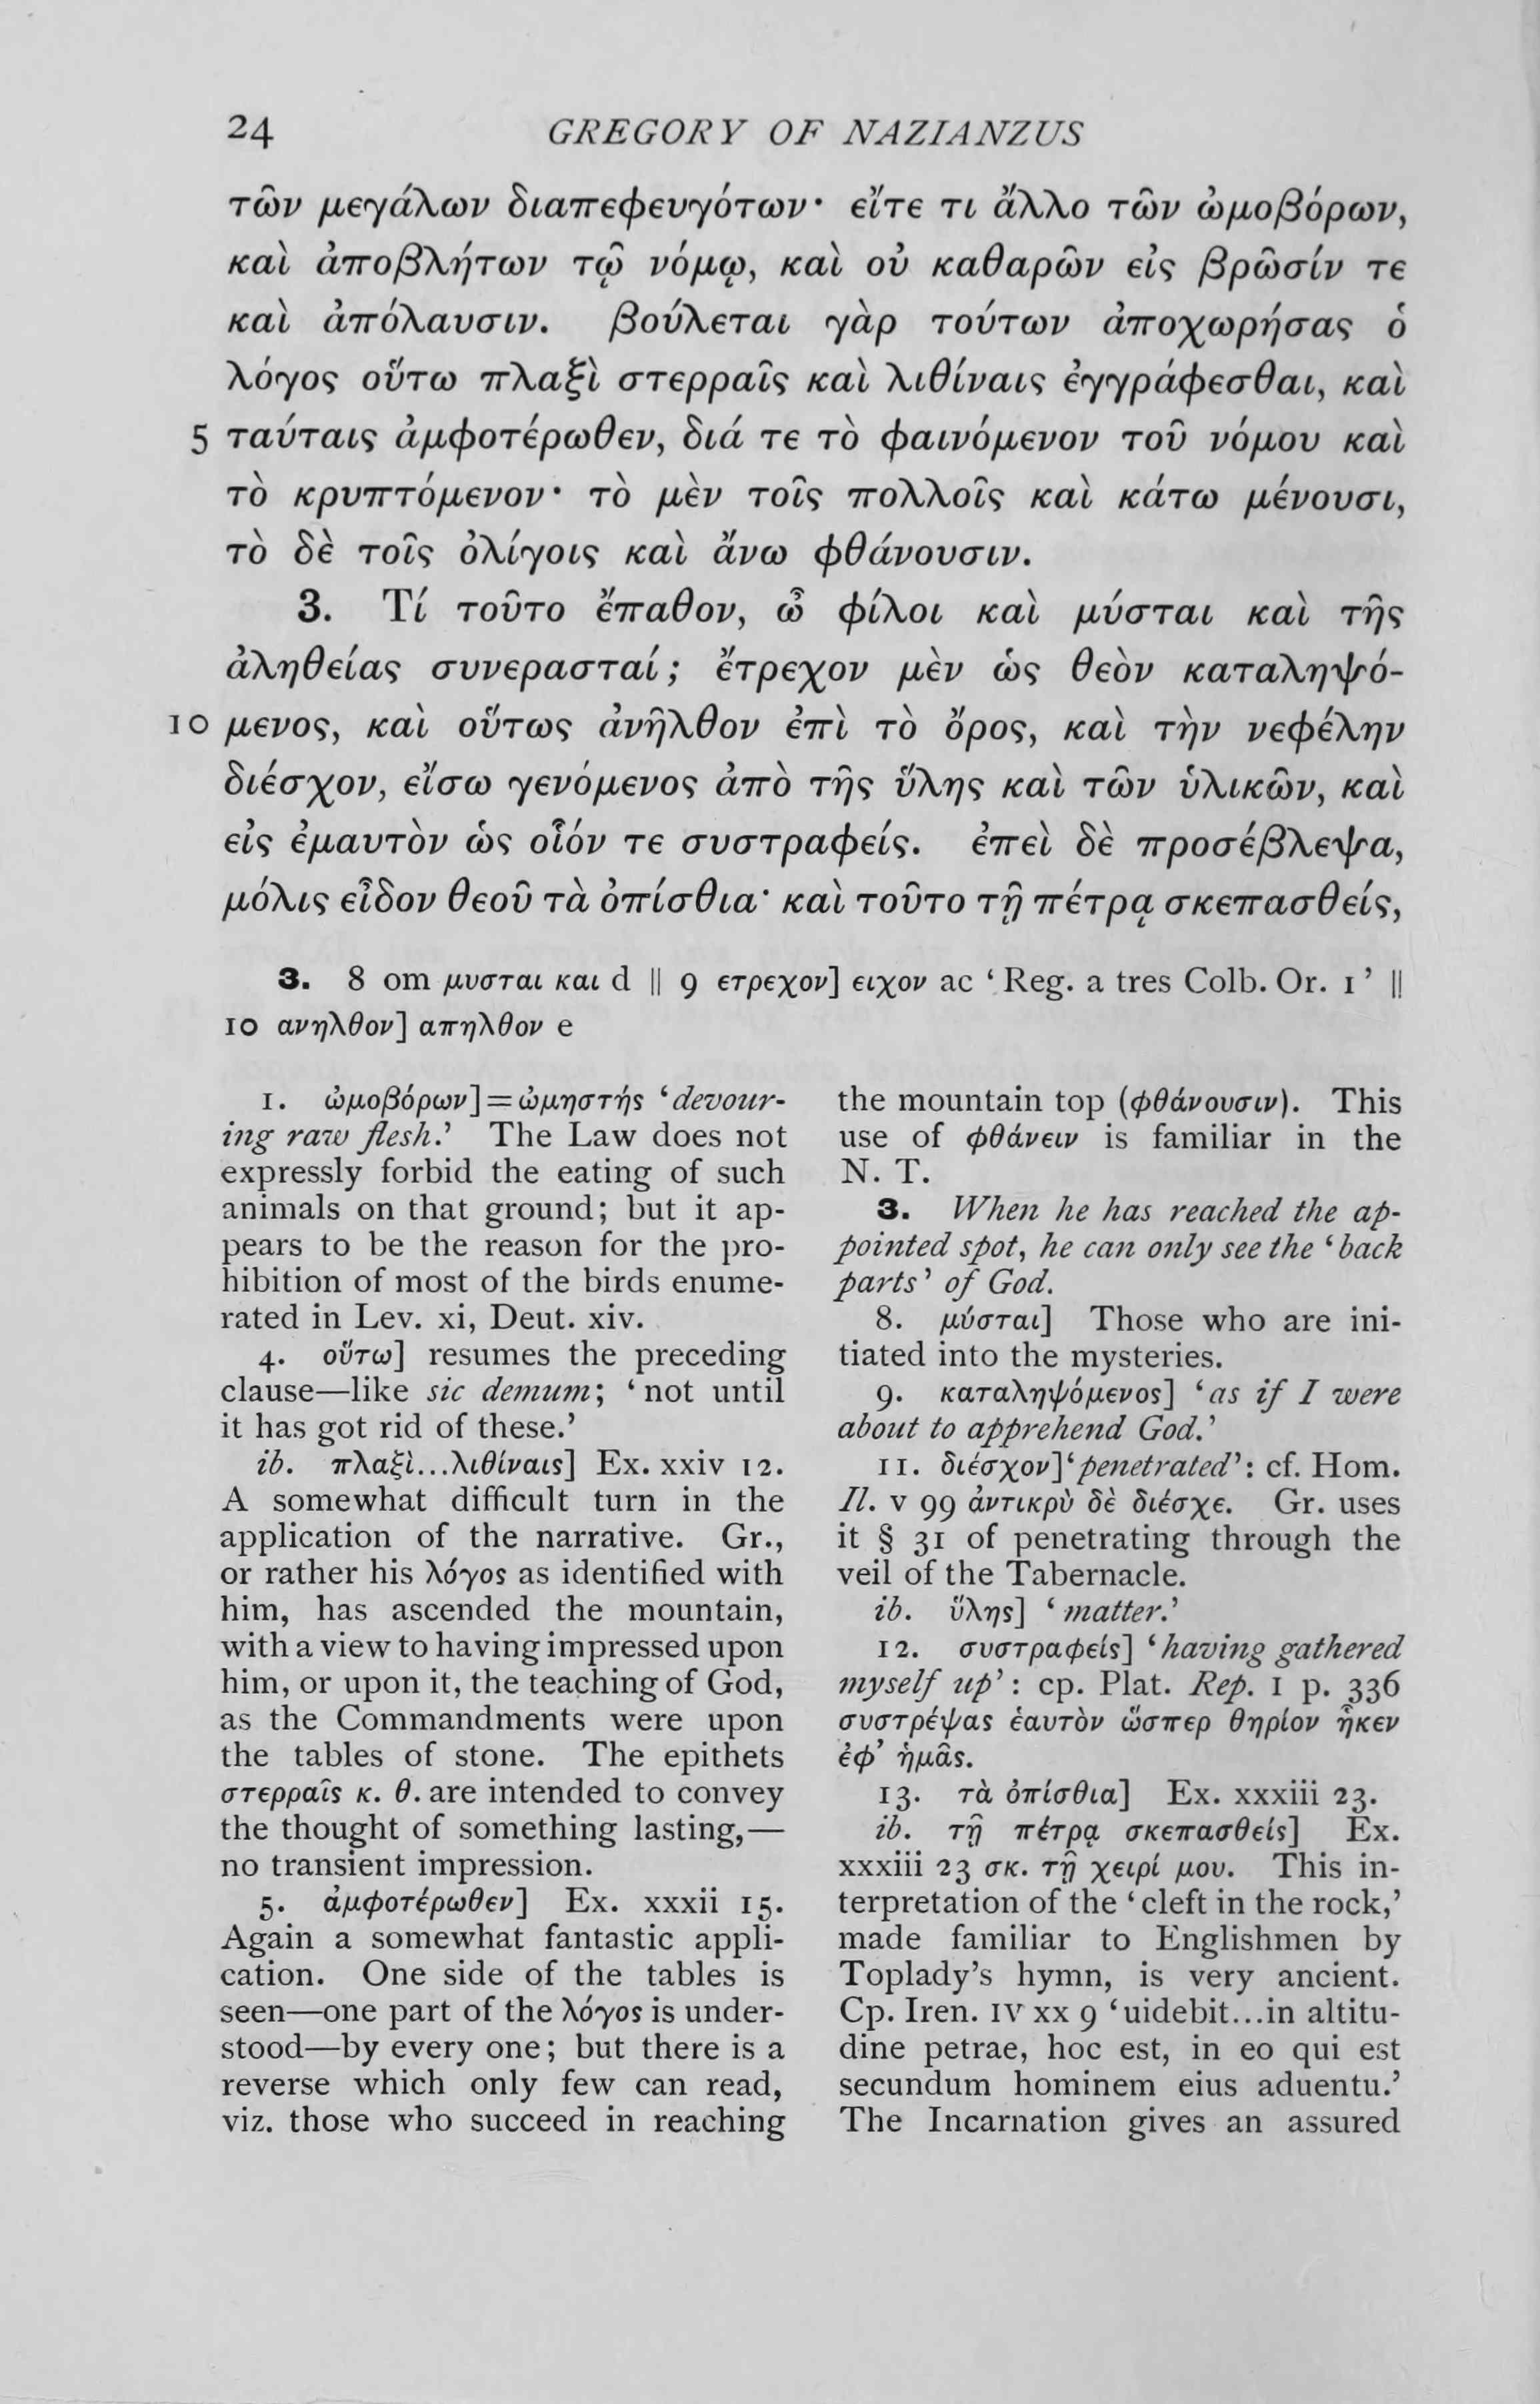 24 GREGORY OF NAZIANZUS
τῶν μεγάλων διαπεφευγότων· εἴτε τι ἄλλο τῶν ὠμοβόρων,
καὶ ἀποβλήτων τῷ νόμῳ, καὶ οὐ καθαρῶν εἰς βρῶσίν τε
καὶ ἀπόλαυσιν. βούλεται γὰρ τούτων ἀποχωρήσας ὁ
λόγος οὕτω πλαξὶ στερραῖς καὶ λιθίναις ἐγγράφεσθαι, καὶ
5 ταύταις ἀμφοτέρωθεν, διά τε τὸ φαινόμενον τοῦ νόμου καὶ
τὸ κρυπτόμενον· τὸ μὲν τοῖς πολλοῖς καὶ κάτω μένουσι,
τὸ δὲ τοῖς ὀλίγοις καὶ ἄνω φθάνουσιν.
3. Τί τοῦτο ἔπαθον, ὦ φίλοι καὶ μύσται καὶ τῆς
ἀληθείας συνερασταί; ἔτρεχον μὲν ὡς θεὸν καταληψό-
10 μενος, καὶ οὕτως ἀνῆλθον ἐπὶ τὸ ὄρος, καὶ τὴν νεφέλην
διέσχον, εἴσω γενόμενος ἀπὸ τῆς ὕλης καὶ τῶν ὑλικῶν, καὶ
εἰς ἐμαυτὸν ὡς οἷόν τε συστραφείς. ἐπεὶ δὲ προσέβλεψα,
μόλις εἶδον θεοῦ τὰ ὀπίσθια· καὶ τοῦτο τῇ πέτρᾳ σκεπασθείς,
3. 8 om μυσται και d || 9 ετρεχον] ειχον ac ‘Reg. a tres Colb. Or. 1’ ||
10 ανηλθον] απηλθον e
1. ὠμοβόρων]=ὠμηστής ‘devour-
ing raw flesh.’ The Law does not
expressly forbid the eating of such
animals on that ground; but it ap-
pears to be the reason for the pro-
hibition of most of the birds enume-
rated in Lev. xi, Deut. xiv.
4. οὕτω] resumes the preceding
clause—like sic demum; ‘not until
it has got rid of these.’
ib. πλαξὶ...λιθίναις] Ex. xxiv 12.
A somewhat difficult turn in the
application of the narrative. Gr.,
or rather his λόγος as identified with
him, has ascended the mountain,
with a view to having impressed upon
him, or upon it, the teaching of God,
as the Commandments were upon
the tables of stone. The epithets
στερραῖς κ. θ. are intended to convey
the thought of something lasting,—
no transient impression.
5. ἀμφοτέρωθεν] Ex. xxxii 15.
Again a somewhat fantastic appli-
cation. One side of the tables is
seen—one part of the λόγος is under-
stood—by every one; but there is a
reverse which only few can read,
viz. those who succeed in reaching
the mountain top (φθάνουσιν). This
use of φθάνειν is familiar in the
N. T.
3. When he has reached the ap-
pointed spot, he can only see the ‘back
parts’ of God.
8. μύσται] Those who are ini-
tiated into the mysteries.
9. καταληψόμενος] ‘as if I were
about to apprehend God.’
11. διέσχον] ‘penetrated’: cf. Hom.
Il. v 99 ἀντικρὺ δὲ διέσχε. Gr. uses
it § 31 of penetrating through the
veil of the Tabernacle.
ib. ὕλης] ‘matter.’
12. συστραφείς] ‘having gathered
myself up’: cp. Plat. Rep. I p. 336
συστρέψας ἑαυτὸν ὥσπερ θηρίον ἧκεν
ἐφ’ ἡμᾶς.
13. τὰ ὀπίσθια] Ex. xxxiii 23.
ib. τῇ πέτρᾳ σκεπασθείς] Ex.
xxxiii 23 σκ. τῇ χειρί μου. This in-
terpretation of the ‘cleft in the rock,’
made familiar to Englishmen by
Toplady’s hymn, is very ancient.
Cp. Iren. IV xx 9 ‘uidebit...in altitu-
dine petrae, hoc est, in eo qui est
secundum hominem eius aduentu.’
The Incarnation gives an assured